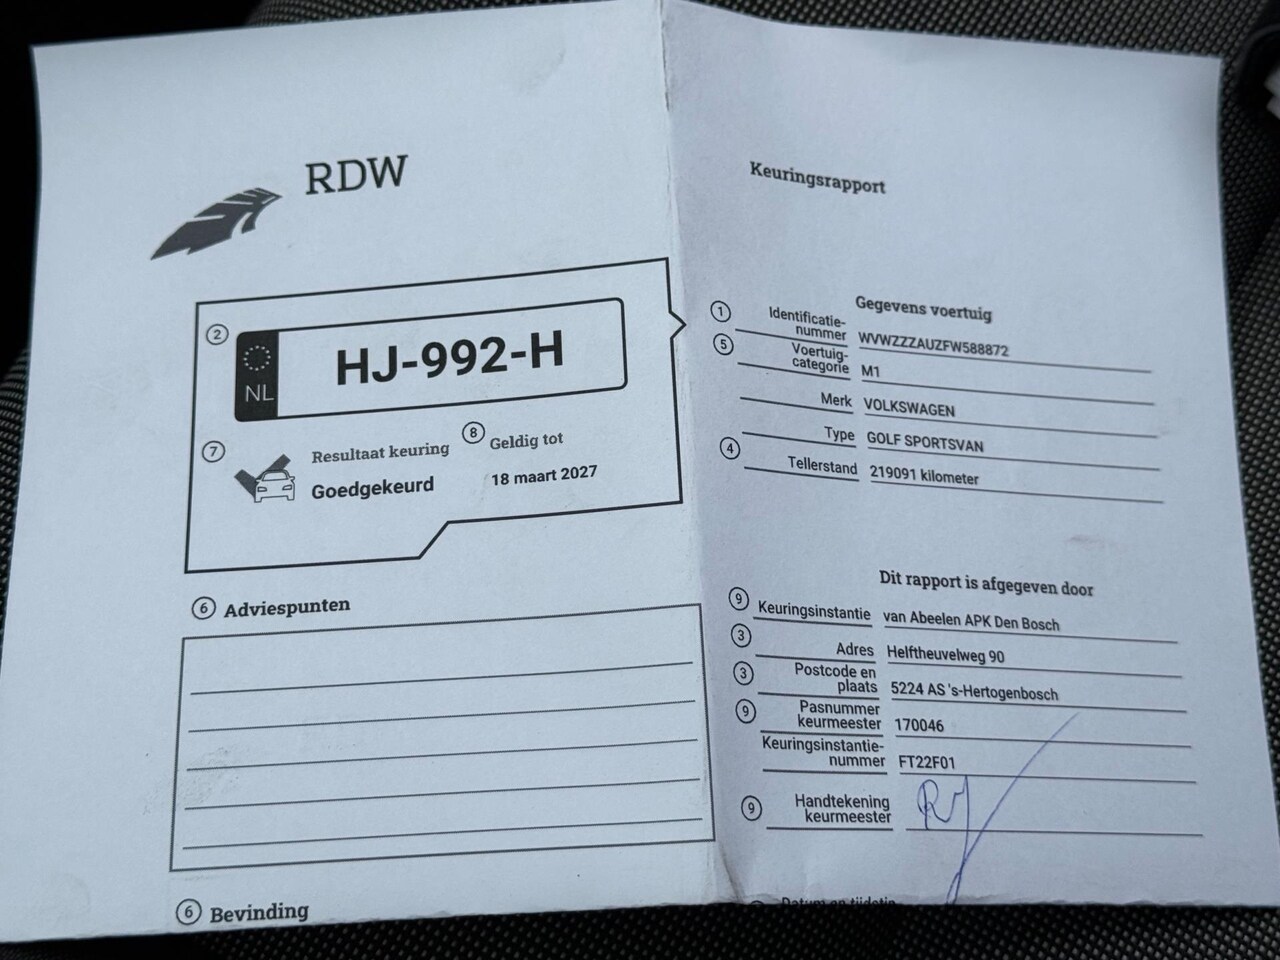 RDW
Keuringsrapport
2
NL
HJ-992-H
7
Resultaat keuring
Goedgekeurd
8
Geldig tot
18 maart 2027
6 Adviespunten
6 Bevinding
Gegevens voertuig
1 Identificatie-
nummer WVWZZZAUZFW588872
5 Voertuig-
categorie M1
Merk VOLKSWAGEN
Type GOLF SPORTSVAN
4 Tellerstand 219091 kilometer
Dit rapport is afgegeven door
9 Keuringsinstantie van Abeelen APK Den Bosch
3 Adres Helftheuvelweg 90
3 Postcode en
plaats 5224 AS 's-Hertogenbosch
9 Pasnummer
keurmeester 170046
Keuringsinstantie-
nummer FT22F01
9 Handtekening
keurmeester